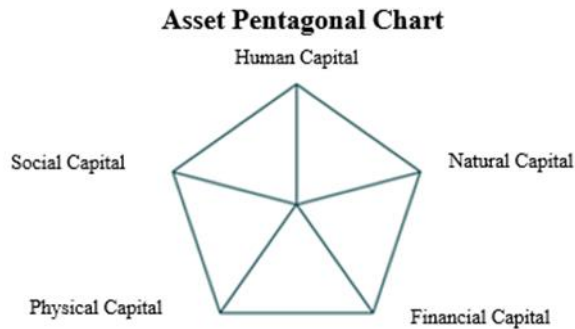 Asset Pentagonal Chart
Human Capital
Social Capital
Natural Capital
Physical Capital
Financial Capital